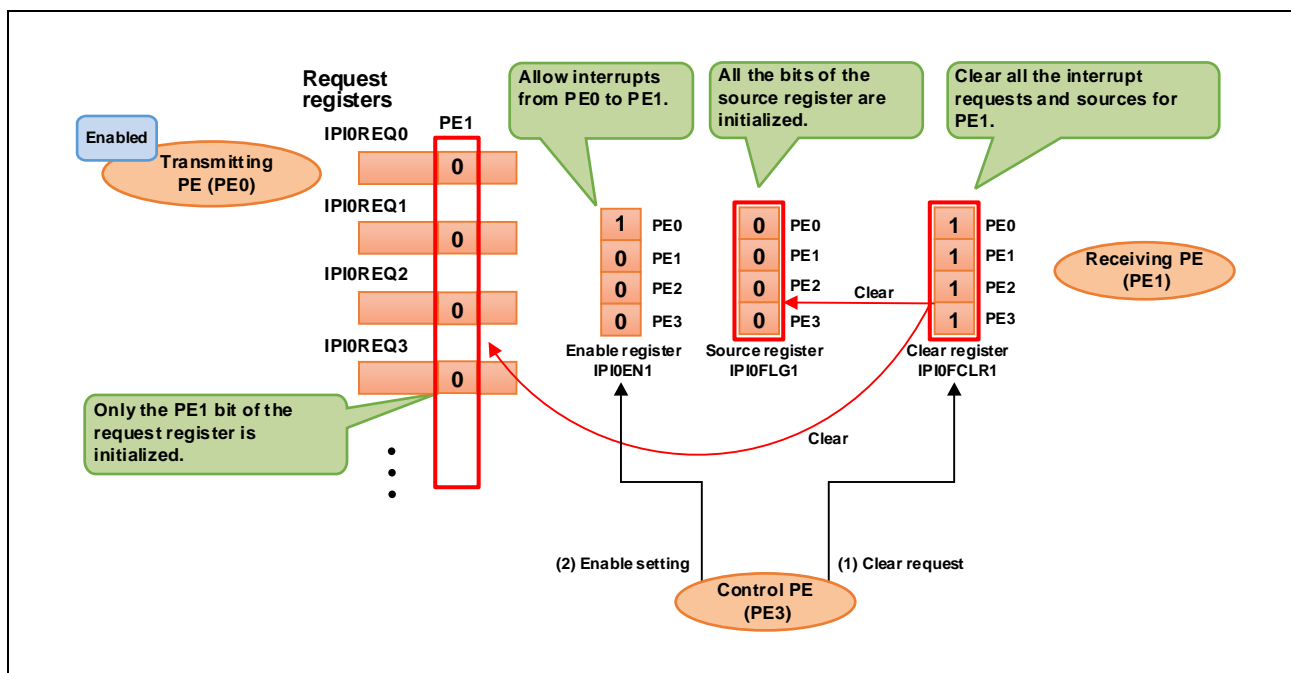 Allow interrupts
from PE0 to PE1.
All the bits of the
source register are
initialized.
Clear all the interrupt
requests and sources for
PE1.
Request
registers
Enabled
Transmitting
PE (PE0)
IPI0REQ0
PE1
0
IPI0REQ1
0
IPI0REQ2
0
IPI0REQ3
0
1 PE0
0 PE1
0 PE2
0 PE3
Enable register
IPI0EN1
0 PE0
0 PE1
0 PE2
0 PE3
Source register
IPI0FLG1
Clear
1 PE0
1 PE1
1 PE2
1 PE3
Clear register
IPI0FCLR1
Receiving PE
(PE1)
Only the PE1 bit of the
request register is
initialized.
Clear
(2) Enable setting
(1) Clear request
Control PE
(PE3)